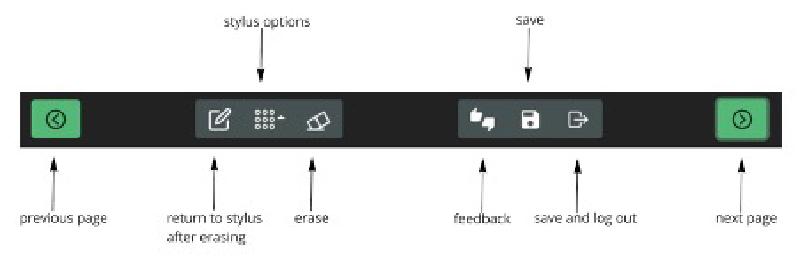 stylus options
save
previous page
return to stylus
after erasing
erase
feedback
save and log out
next page